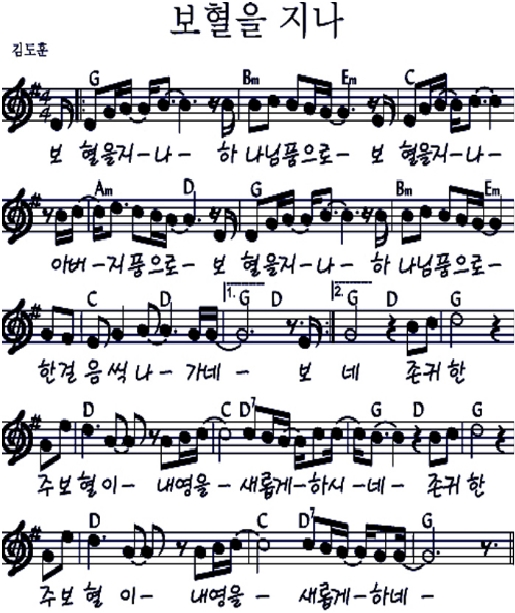 보혈을 지나
김도훈
4 4
G Bm Em C
보 혈을지-나- 하 나님품으로- 보 혈을지-나-
Am D G Bm Em
아버-지품으로- 보 혈을지-나- 하 나님품으로-
C D 1. G D 2. G D G
한걸 음씩 나- 가네- 보 네 존귀 한
D C D7 G D G
주보 혈이- 내영을- 새롭게-하시-네- 존귀 한
D C D7 G
주보 혈 이- 내영을- 새롭게-하네-